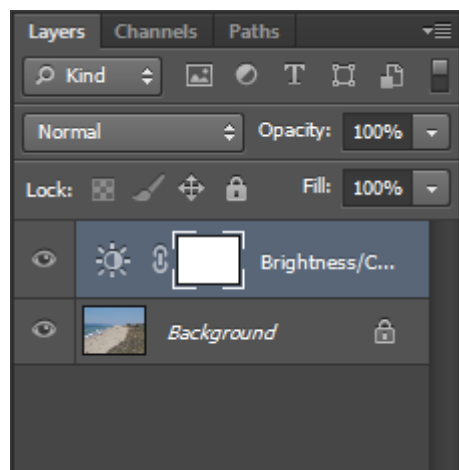 Layers Channels Paths
Kind T
Normal Opacity: 100%
Lock: Fill: 100%
Brightness/C...
Background